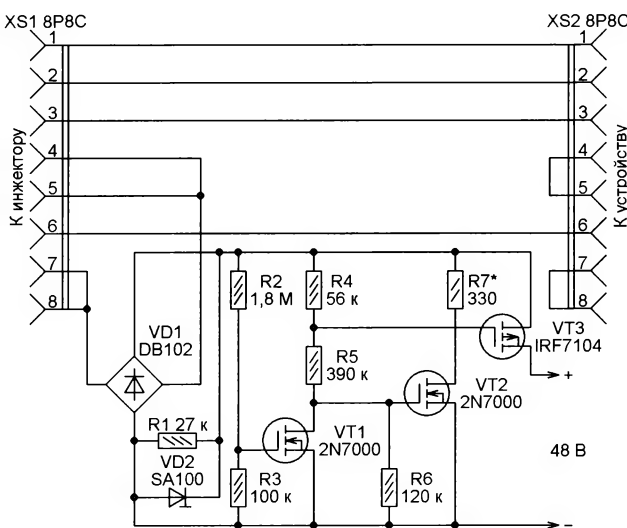 XS1 8P8C
XS2 8P8C
1
1
2
2
3
3
4
4
5
5
6
6
7
7
8
8
К инжектору
К устройству
VD1
DB102
R2
1,8 М
R4
56 к
R7*
330
VT3
IRF7104
+
R5
390 к
VT2
2N7000
R1 27 к
VT1
2N7000
48 В
VD2
SA100
R3
100 к
R6
120 к
−